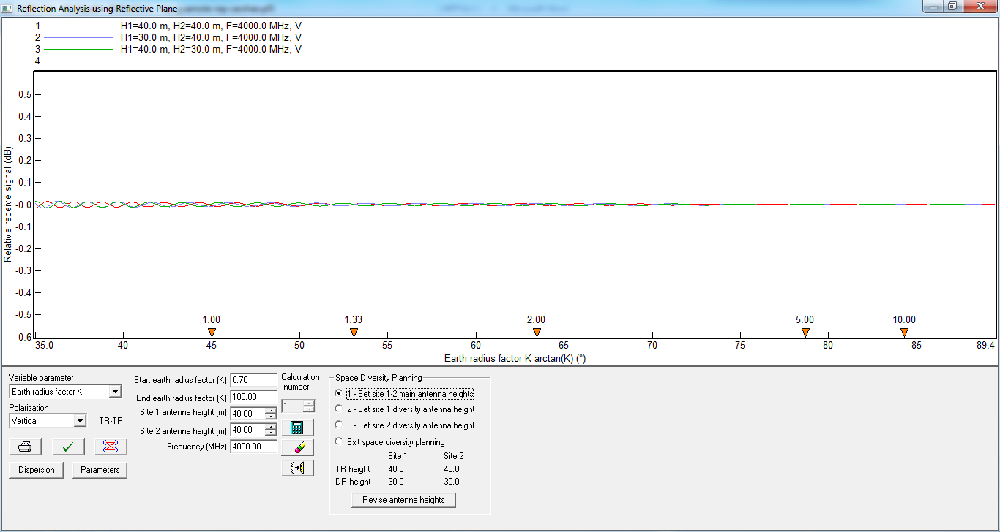 Reflection Analysis using Reflective Plane
1 H1=40.0 m, H2=40.0 m, F=4000.0 MHz, V
2 H1=30.0 m, H2=40.0 m, F=4000.0 MHz, V
3 H1=40.0 m, H2=30.0 m, F=4000.0 MHz, V
4
Relative receive signal (dB)
0.5
0.4
0.3
0.2
0.1
-0.0
-0.1
-0.2
-0.3
-0.4
-0.5
-0.6
1.00 1.33 2.00 5.00 10.00
35.0 40 45 50 55 60 65 70 75 80 85 89.4
Earth radius factor K arctan(K) (°)
Variable parameter
Earth radius factor K
Polarization
Vertical TR-TR
Dispersion Parameters
Start earth radius factor (K) 0.70
End earth radius factor (K) 100.00
Site 1 antenna height (m) 40.00
Site 2 antenna height (m) 40.00
Frequency (MHz) 4000.00
Calculation
number
1
Space Diversity Planning
1 - Set site 1-2 main antenna heights
2 - Set site 1 diversity antenna height
3 - Set site 2 diversity antenna height
Exit space diversity planning
Site 1 Site 2
TR height 40.0 40.0
DR height 30.0 30.0
Revise antenna heights